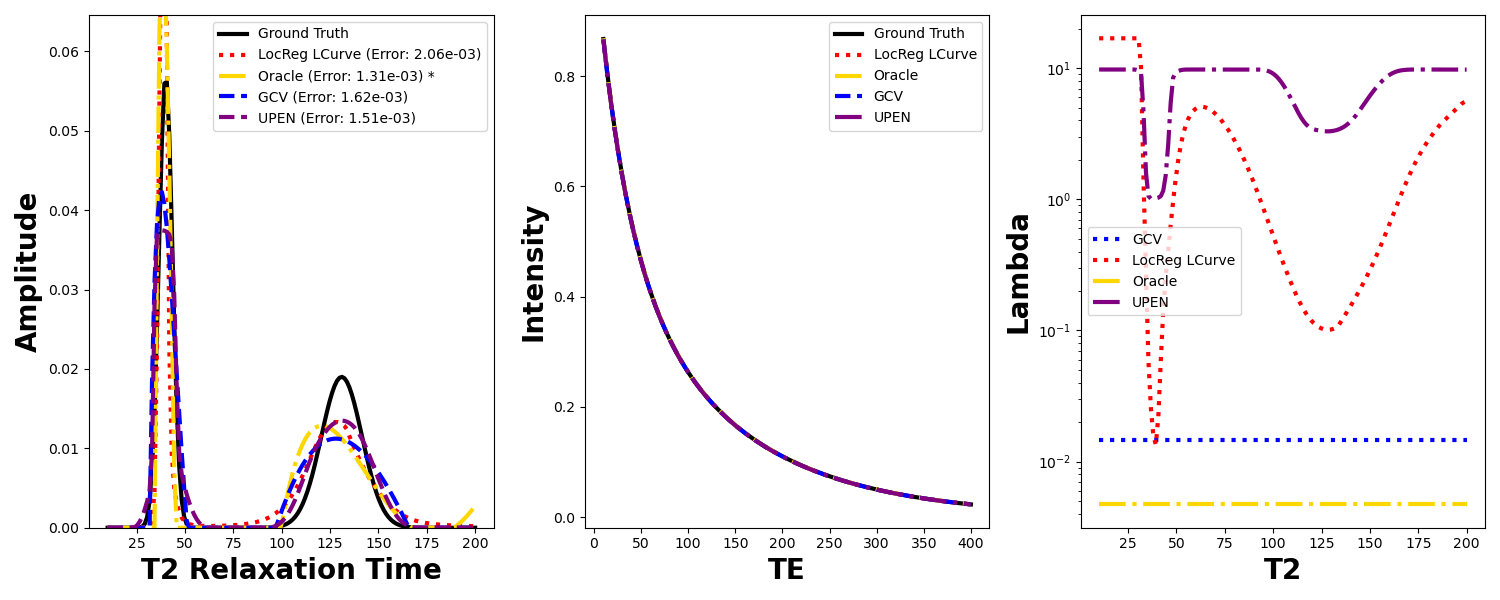 0.06
0.05
0.04
0.03
0.02
0.01
0.00
25 50 75 100 125 150 175 200
Amplitude
T2 Relaxation Time
Ground Truth
LocReg LCurve (Error: 2.06e-03)
Oracle (Error: 1.31e-03) *
GCV (Error: 1.62e-03)
UPEN (Error: 1.51e-03)
0.8
0.6
0.4
0.2
0.0
0 50 100 150 200 250 300 350 400
Intensity
TE
Ground Truth
LocReg LCurve
Oracle
GCV
UPEN
10¹
10⁰
10⁻¹
10⁻²
25 50 75 100 125 150 175 200
Lambda
T2
GCV
LocReg LCurve
Oracle
UPEN